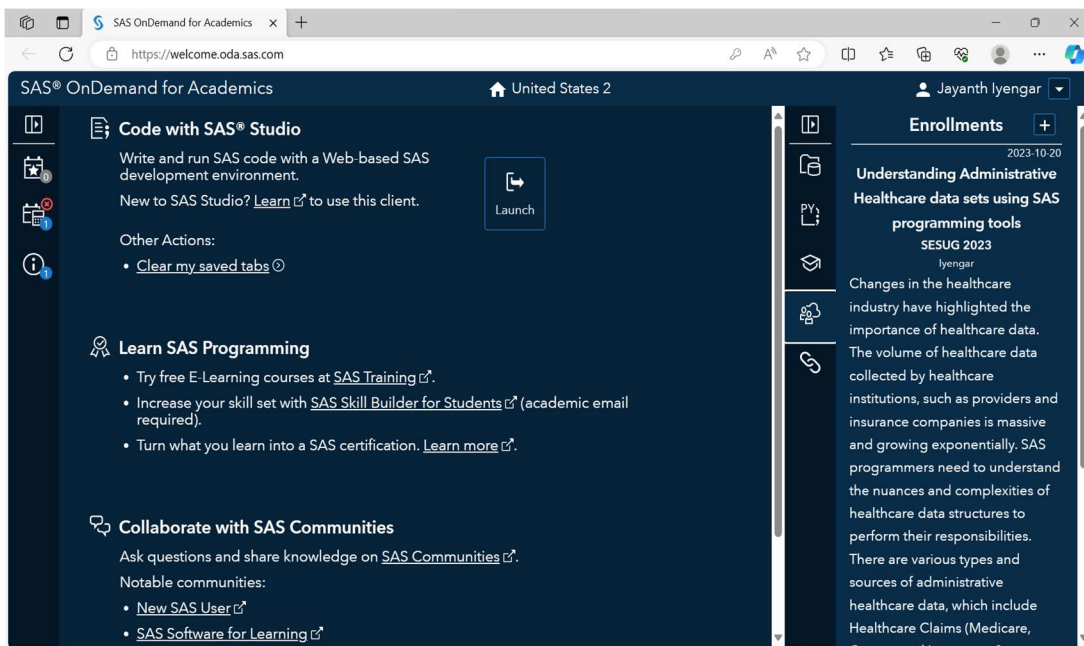 SAS OnDemand for Academics
https://welcome.oda.sas.com
SAS® OnDemand for Academics
United States 2
Jayanth Iyengar
0
1
1
Code with SAS® Studio
Write and run SAS code with a Web-based SAS
development environment.
New to SAS Studio? Learn to use this client.
Launch
Other Actions:
• Clear my saved tabs
Learn SAS Programming
• Try free E-Learning courses at SAS Training.
• Increase your skill set with SAS Skill Builder for Students (academic email
required).
• Turn what you learn into a SAS certification. Learn more.
Collaborate with SAS Communities
Ask questions and share knowledge on SAS Communities.
Notable communities:
• New SAS User
• SAS Software for Learning
PY;
Enrollments
2023-10-20
Understanding Administrative
Healthcare data sets using SAS
programming tools
SESUG 2023
Iyengar
Changes in the healthcare
industry have highlighted the
importance of healthcare data.
The volume of healthcare data
collected by healthcare
institutions, such as providers and
insurance companies is massive
and growing exponentially. SAS
programmers need to understand
the nuances and complexities of
healthcare data structures to
perform their responsibilities.
There are various types and
sources of administrative
healthcare data, which include
Healthcare Claims (Medicare,